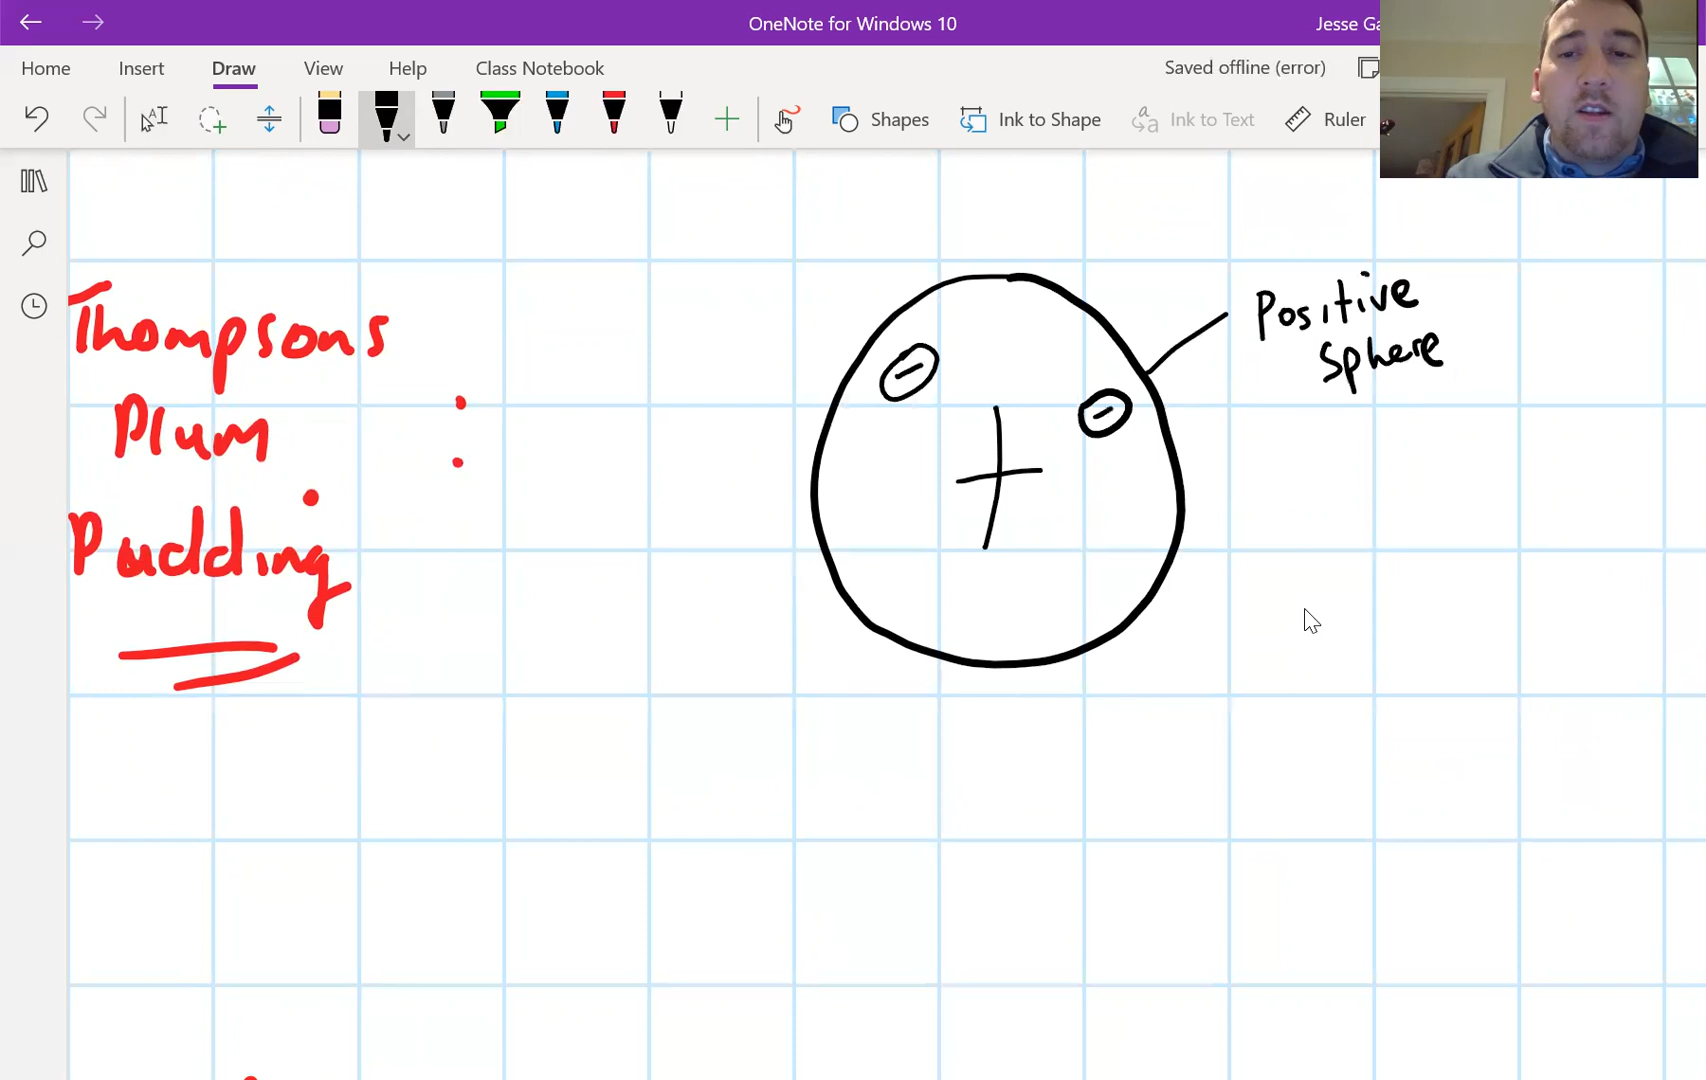 OneNote for Windows 10
Jesse Ga
Home Insert Draw View Help Class Notebook
Saved offline (error)
Shapes Ink to Shape Ink to Text Ruler
Thompsons
Plum :
Pudding
Positive
Sphere
+
-
-